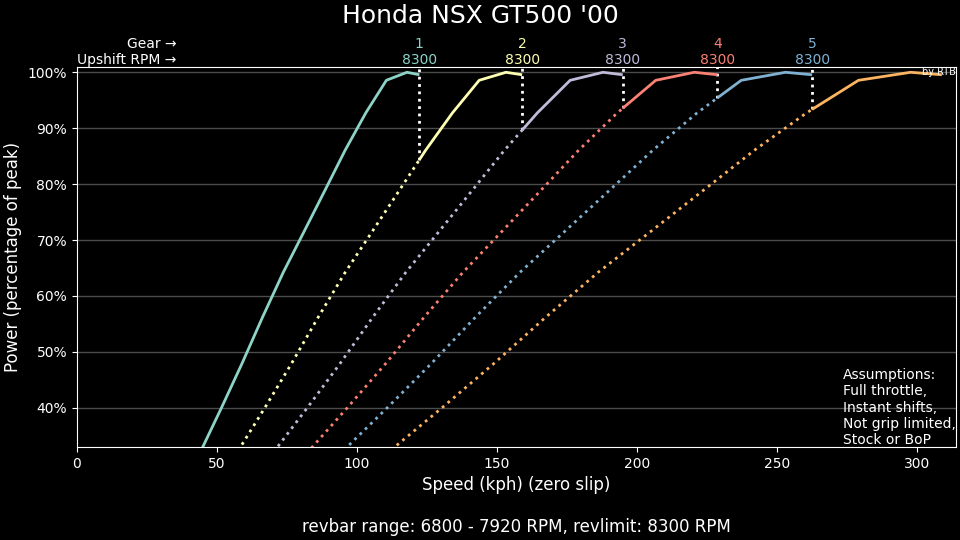 Honda NSX GT500 '00
Gear → 1 2 3 4 5
Upshift RPM → 8300 8300 8300 8300 8300
by RTB
100%
90%
80%
70%
60%
50%
40%
Power (percentage of peak)
Assumptions:
Full throttle,
Instant shifts,
Not grip limited,
Stock or BoP
0 50 100 150 200 250 300
Speed (kph) (zero slip)
revbar range: 6800 - 7920 RPM, revlimit: 8300 RPM